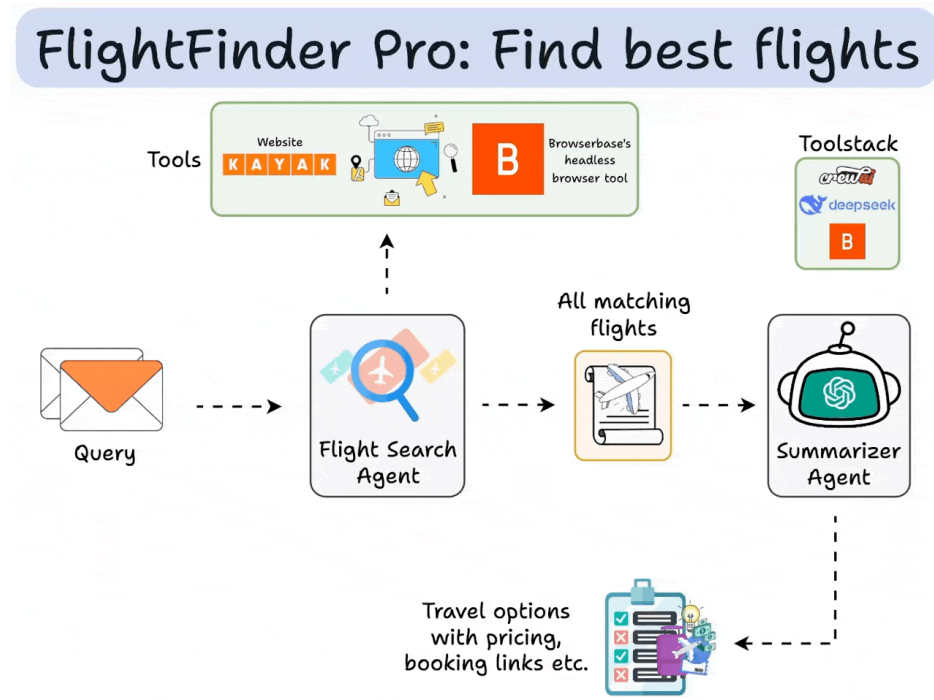 FlightFinder Pro: Find best flights
Tools
Website
KAYAK
B
Browserbase's
headless
browser tool
Toolstack
crewai
deepseek
B
Query
Flight Search
Agent
All matching
flights
Summarizer
Agent
Travel options
with pricing,
booking links etc.